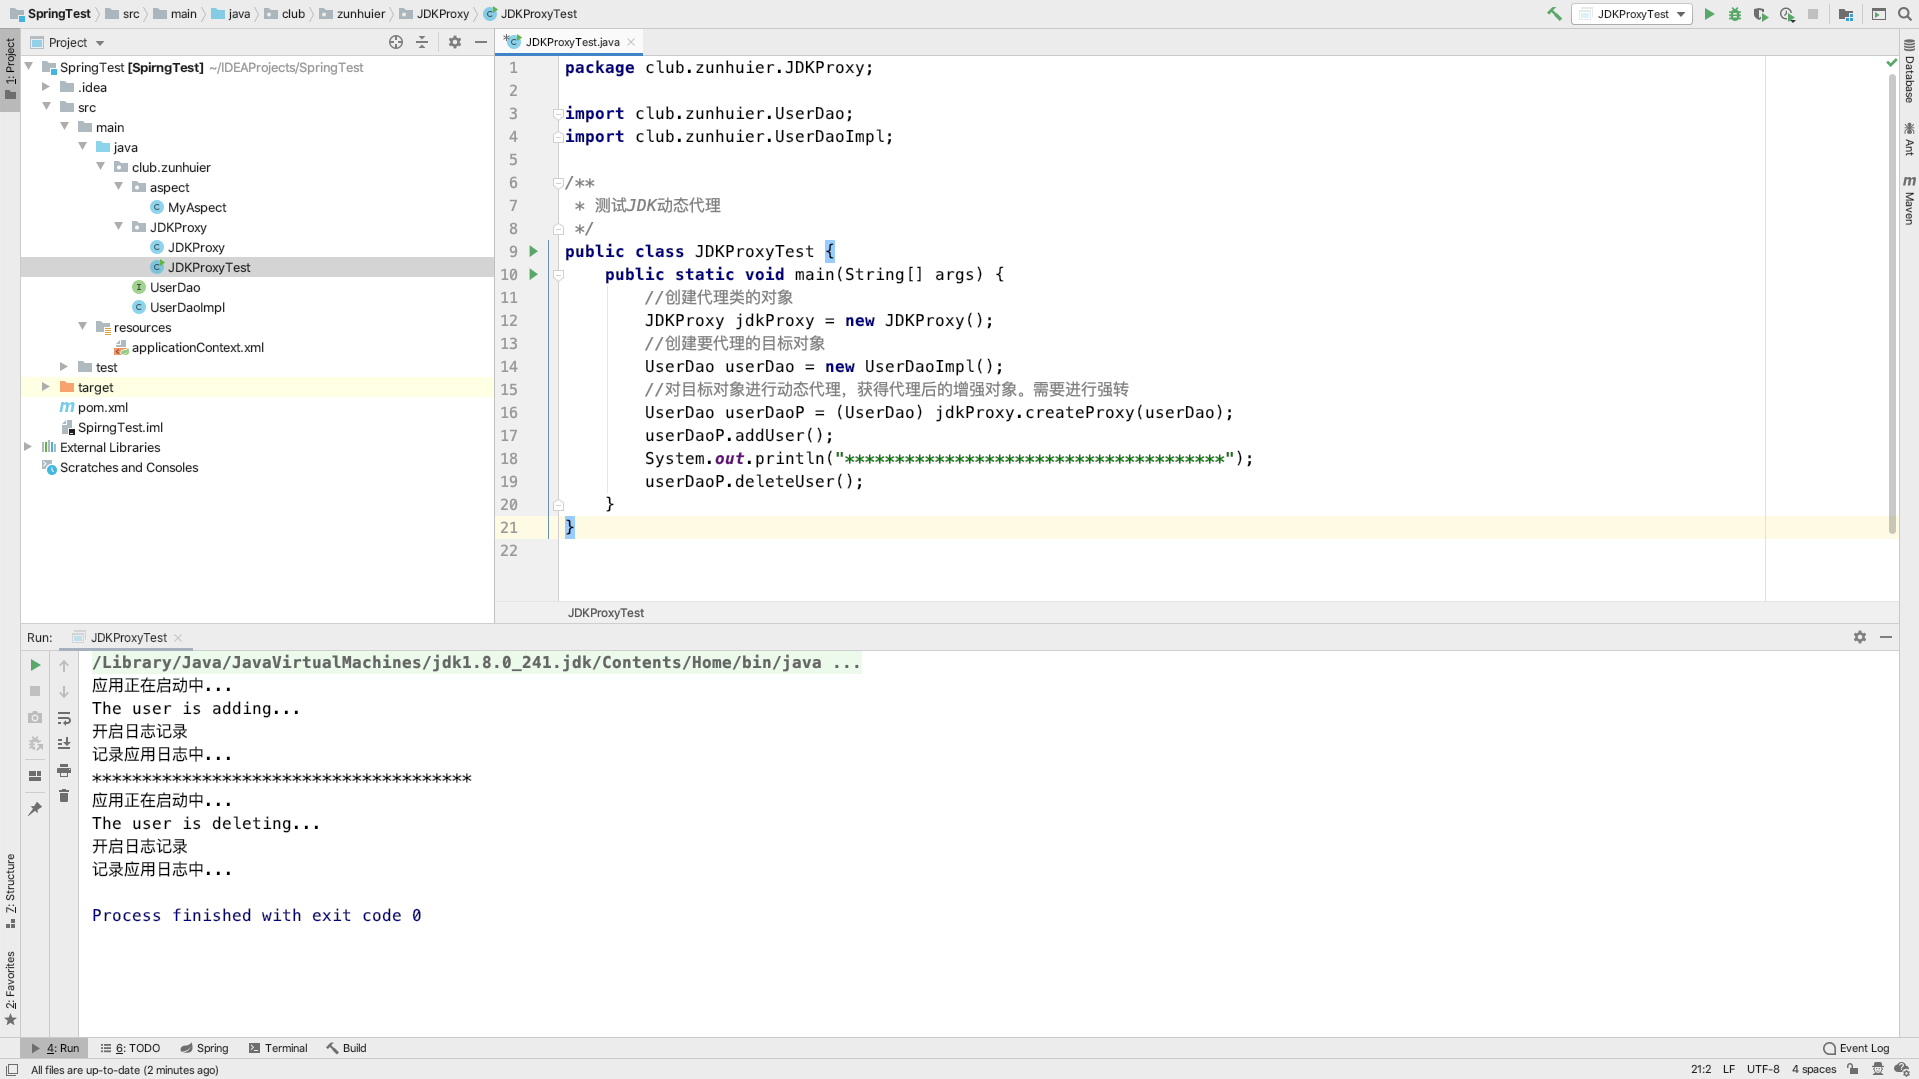 SpringTest src main java club zunhuier JDKProxy JDKProxyTest
JDKProxyTest
1: Project
Project
SpringTest [SpirngTest] ~/IDEAProjects/SpringTest
.idea
src
main
java
club.zunhuier
aspect
MyAspect
JDKProxy
JDKProxy
JDKProxyTest
UserDao
UserDaoImpl
resources
applicationContext.xml
test
target
pom.xml
SpirngTest.iml
External Libraries
Scratches and Consoles
JDKProxyTest.java
1 package club.zunhuier.JDKProxy;
2
3 import club.zunhuier.UserDao;
4 import club.zunhuier.UserDaoImpl;
5
6 /**
7 * 测试JDK动态代理
8 */
9 public class JDKProxyTest {
10 public static void main(String[] args) {
11 //创建代理类的对象
12 JDKProxy jdkProxy = new JDKProxy();
13 //创建要代理的目标对象
14 UserDao userDao = new UserDaoImpl();
15 //对目标对象进行动态代理，获得代理后的增强对象。需要进行强转
16 UserDao userDaoP = (UserDao) jdkProxy.createProxy(userDao);
17 userDaoP.addUser();
18 System.out.println("**************************************");
19 userDaoP.deleteUser();
20 }
21 }
22
JDKProxyTest
Database
Ant
Maven
Run: JDKProxyTest
/Library/Java/JavaVirtualMachines/jdk1.8.0_241.jdk/Contents/Home/bin/java ...
应用正在启动中...
The user is adding...
开启日志记录
记录应用日志中...
**************************************
应用正在启动中...
The user is deleting...
开启日志记录
记录应用日志中...
Process finished with exit code 0
7: Structure
2: Favorites
4: Run 6: TODO Spring Terminal Build Event Log
All files are up-to-date (2 minutes ago) 21:2 LF UTF-8 4 spaces